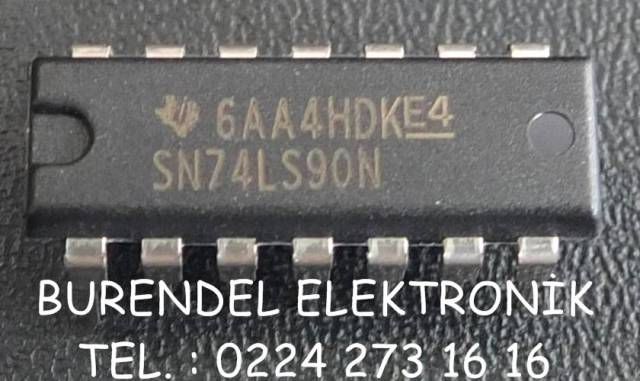 6AA4HDKE4
SN74LS90N
BURENDEL ELEKTRONİK
TEL. : 0224 273 16 16